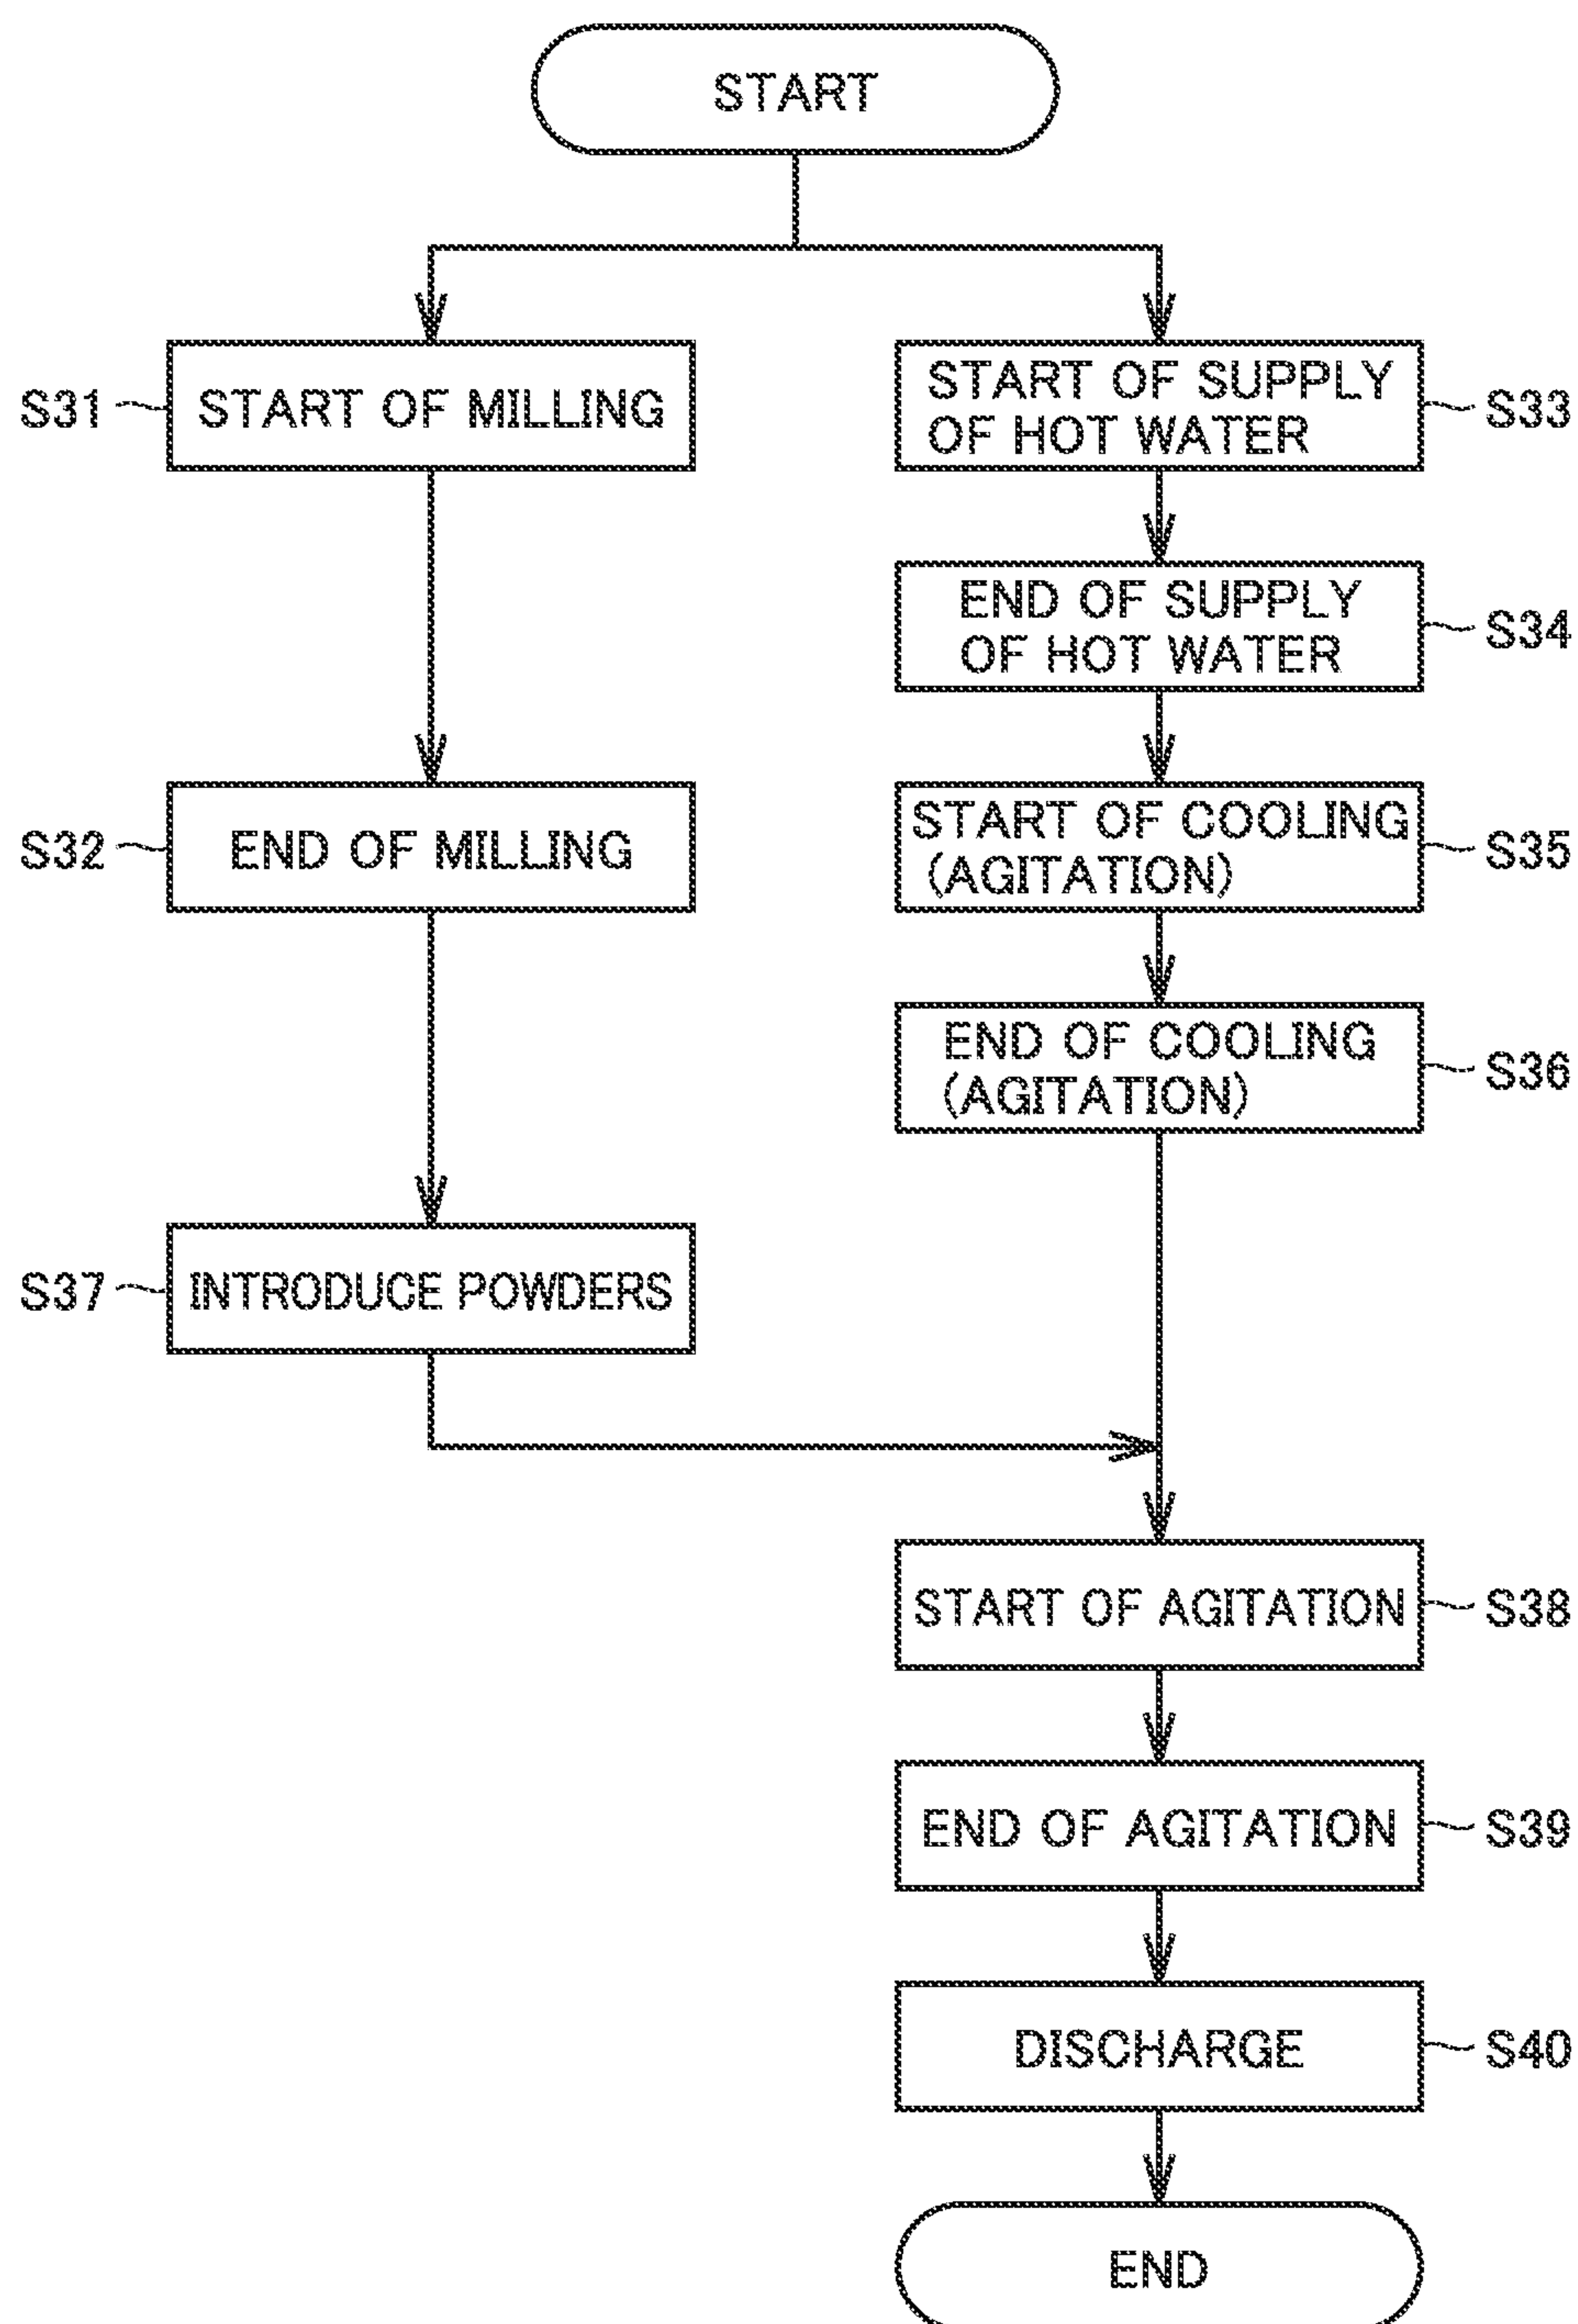 START
S31
START OF MILLING
START OF SUPPLY
OF HOT WATER
S33
END OF SUPPLY
OF HOT WATER
S34
S32
END OF MILLING
START OF COOLING
(AGITATION)
S35
END OF COOLING
(AGITATION)
S36
S37
INTRODUCE POWDERS
START OF AGITATION
S38
END OF AGITATION
S39
DISCHARGE
S40
END